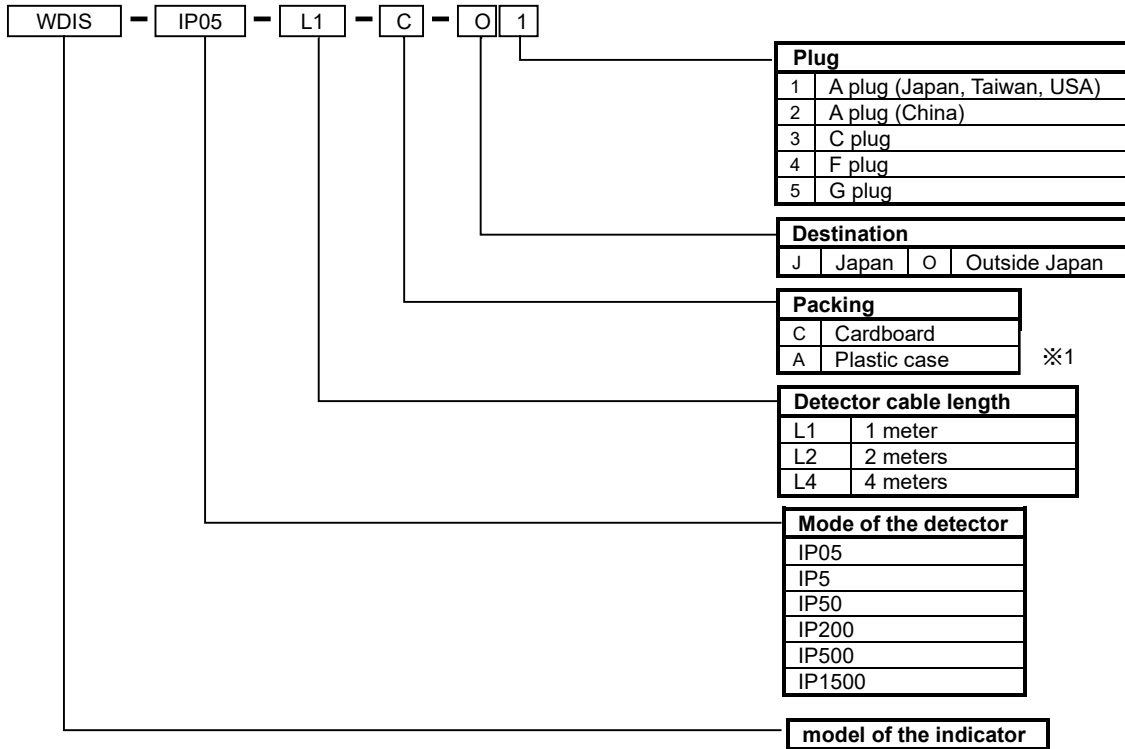 WDIS - IP05 - L1 - C - O 1
Plug
1 A plug (Japan, Taiwan, USA)
2 A plug (China)
3 C plug
4 F plug
5 G plug
Destination
J Japan O Outside Japan
Packing
C Cardboard
A Plastic case ※1
Detector cable length
L1 1 meter
L2 2 meters
L4 4 meters
Mode of the detector
IP05
IP5
IP50
IP200
IP500
IP1500
model of the indicator